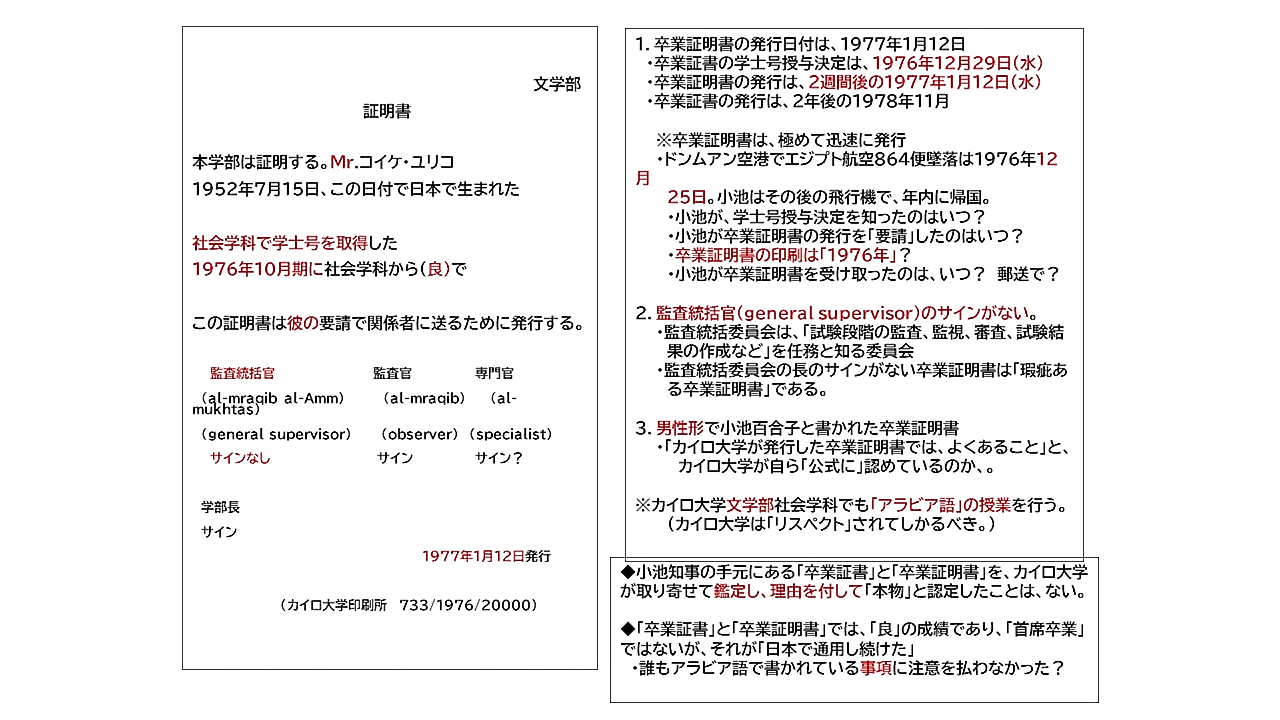 文学部
証明書
本学部は証明する。Mr.コイケ・ユリコ
1952年7月15日、この日付で日本で生まれた
社会学科で学士号を取得した
1976年10月期に社会学科から(良)で
この証明書は彼の要請で関係者に送るために発行する。
監査統括官 監査官 専門官
(al-mraqib al-Amm) (al-mraqib) (al-
mukhtas)
(general supervisor) (observer) (specialist)
サインなし サイン サイン?
学部長
サイン
1977年1月12日発行
(カイロ大学印刷所 733/1976/20000)
1. 卒業証明書の発行日付は、1977年1月12日
・卒業証書の学士号授与決定は、1976年12月29日(水)
・卒業証明書の発行は、2週間後の1977年1月12日(水)
・卒業証書の発行は、2年後の1978年11月
※卒業証明書は、極めて迅速に発行
・ドンムアン空港でエジプト航空864便墜落は1976年12
月
25日。小池はその後の飛行機で、年内に帰国。
・小池が、学士号授与決定を知ったのはいつ?
・小池が卒業証明書の発行を「要請」したのはいつ?
・卒業証明書の印刷は「1976年」?
・小池が卒業証明書を受け取ったのは、いつ? 郵送で?
2. 監査統括官(general supervisor)のサインがない。
・監査統括委員会は、「試験段階の監査、監視、審査、試験結
果の作成など」を任務と知る委員会
・監査統括委員会の長のサインがない卒業証明書は「瑕疵あ
る卒業証明書」である。
3. 男性形で小池百合子と書かれた卒業証明書
・「カイロ大学が発行した卒業証明書では、よくあること」と、
カイロ大学が自ら「公式に」認めているのか、。
※カイロ大学文学部社会学科でも「アラビア語」の授業を行う。
(カイロ大学は「リスペクト」されてしかるべき。)
◆小池知事の手元にある「卒業証書」と「卒業証明書」を、カイロ大学
が取り寄せて鑑定し、理由を付して「本物」と認定したことは、ない。
◆「卒業証書」と「卒業証明書」では、「良」の成績であり、「首席卒業」
ではないが、それが「日本で通用し続けた」
・誰もアラビア語で書かれている事項に注意を払わなかった?